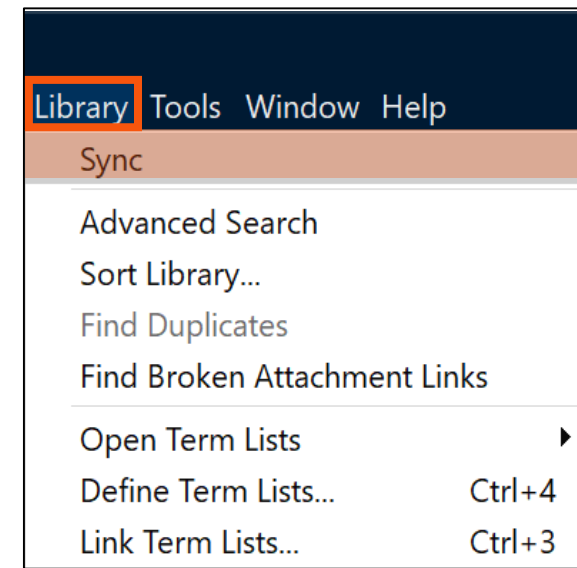 Library Tools Window Help
Sync
Advanced Search
Sort Library...
Find Duplicates
Find Broken Attachment Links
Open Term Lists
Define Term Lists... Ctrl+4
Link Term Lists... Ctrl+3